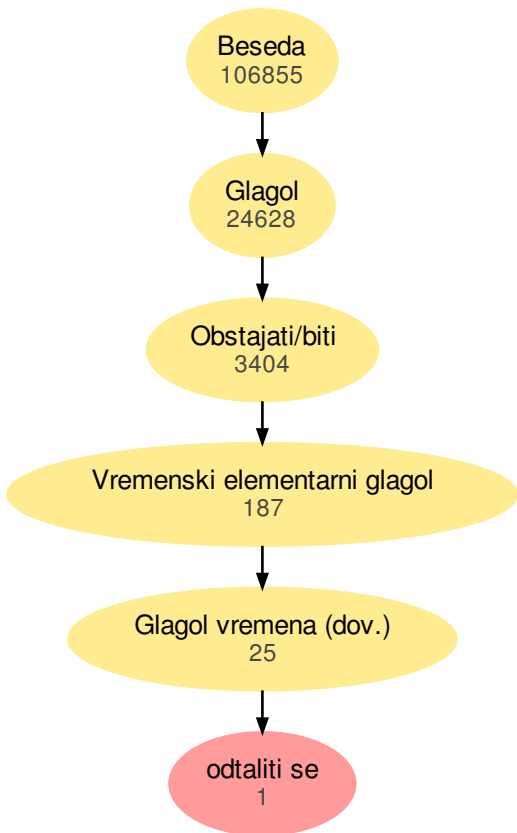 Beseda
106855
Glagol
24628
Obstajati/biti
3404
Vremenski elementarni glagol
187
Glagol vremena (dov.)
25
odtaliti se
1